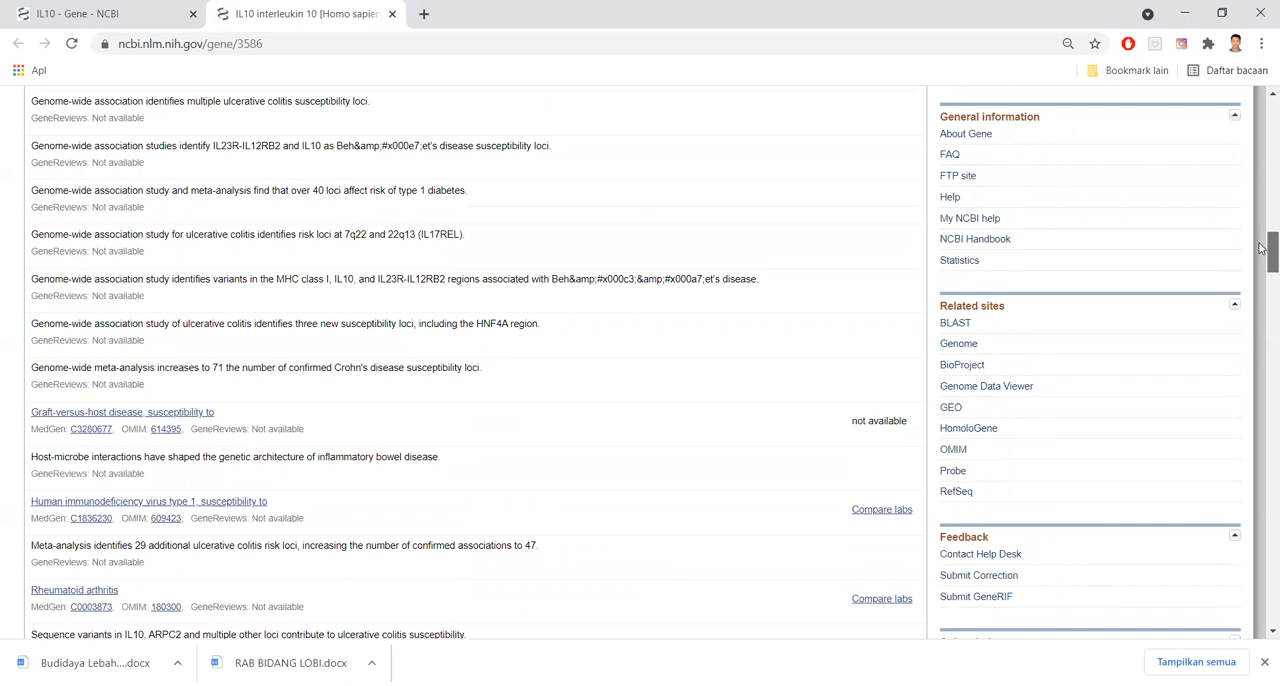 IL10 - Gene - NCBI
IL10 interleukin 10 [Homo sapien
ncbi.nlm.nih.gov/gene/3586
Apl
Bookmark lain
Daftar bacaan
Genome-wide association identifies multiple ulcerative colitis susceptibility loci.
GeneReviews: Not available
Genome-wide association studies identify IL23R-IL12RB2 and IL10 as Beh&amp;#x000e7;et's disease susceptibility loci.
GeneReviews: Not available
Genome-wide association study and meta-analysis find that over 40 loci affect risk of type 1 diabetes.
GeneReviews: Not available
Genome-wide association study for ulcerative colitis identifies risk loci at 7q22 and 22q13 (IL17REL).
GeneReviews: Not available
Genome-wide association study identifies variants in the MHC class I, IL10, and IL23R-IL12RB2 regions associated with Beh&amp;#x000c3;&amp;#x000a7;et's disease.
GeneReviews: Not available
Genome-wide association study of ulcerative colitis identifies three new susceptibility loci, including the HNF4A region.
GeneReviews: Not available
Genome-wide meta-analysis increases to 71 the number of confirmed Crohn's disease susceptibility loci.
GeneReviews: Not available
Graft-versus-host disease, susceptibility to
MedGen: C3280677, OMIM: 614395, GeneReviews: Not available
not available
Host-microbe interactions have shaped the genetic architecture of inflammatory bowel disease.
GeneReviews: Not available
Human immunodeficiency virus type 1, susceptibility to
MedGen: C1836230, OMIM: 609423, GeneReviews: Not available
Compare labs
Meta-analysis identifies 29 additional ulcerative colitis risk loci, increasing the number of confirmed associations to 47.
GeneReviews: Not available
Rheumatoid arthritis
MedGen: C0003873, OMIM: 180300, GeneReviews: Not available
Compare labs
Sequence variants in IL10, ARPC2 and multiple other loci contribute to ulcerative colitis susceptibility.
General information
About Gene
FAQ
FTP site
Help
My NCBI help
NCBI Handbook
Statistics
Related sites
BLAST
Genome
BioProject
Genome Data Viewer
GEO
HomoloGene
OMIM
Probe
RefSeq
Feedback
Contact Help Desk
Submit Correction
Submit GeneRIF
Budidaya Lebah....docx
RAB BIDANG LOBI.docx
Tampilkan semua